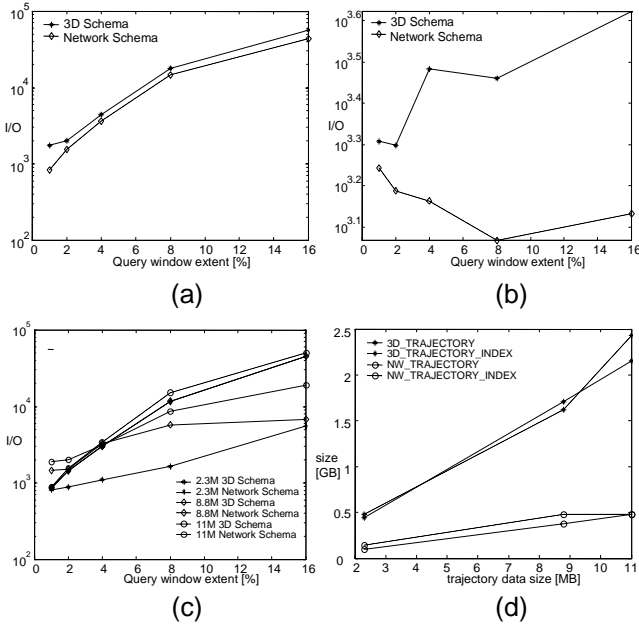 10^5
3D Schema
Network Schema
10^4
I/O
10^3
10^2
0 2 4 6 8 10 12 14 16
Query window extent [%]
(a)
10^3.6
3D Schema
Network Schema
10^3.5
10^3.4
I/O
10^3.3
10^3.2
10^3.1
0 2 4 6 8 10 12 14 16
Query window extent [%]
(b)
10^5
10^4
I/O
10^3
2.3M 3D Schema
2.3M Network Schema
8.8M 3D Schema
8.8M Network Schema
11M 3D Schema
11M Network Schema
10^2
0 2 4 6 8 10 12 14 16
Query window extent [%]
(c)
2.5
3D_TRAJECTORY
3D_TRAJECTORY_INDEX
NW_TRAJECTORY
NW_TRAJECTORY_INDEX
2
1.5
size
[GB]
1
0.5
0
2 3 4 5 6 7 8 9 10 11
trajectory data size [MB]
(d)